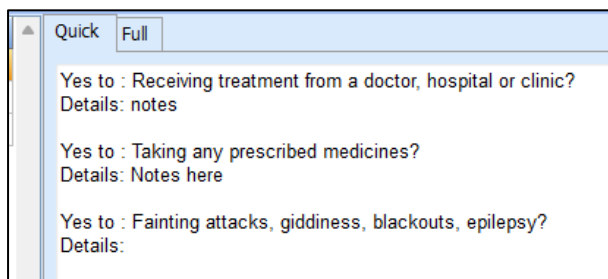 Quick Full
Yes to : Receiving treatment from a doctor, hospital or clinic?
Details: notes
Yes to : Taking any prescribed medicines?
Details: Notes here
Yes to : Fainting attacks, giddiness, blackouts, epilepsy?
Details: